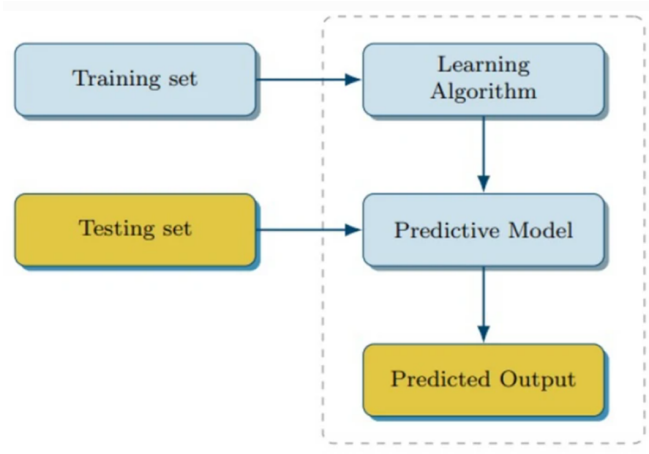 Training set
Learning
Algorithm
Testing set
Predictive Model
Predicted Output